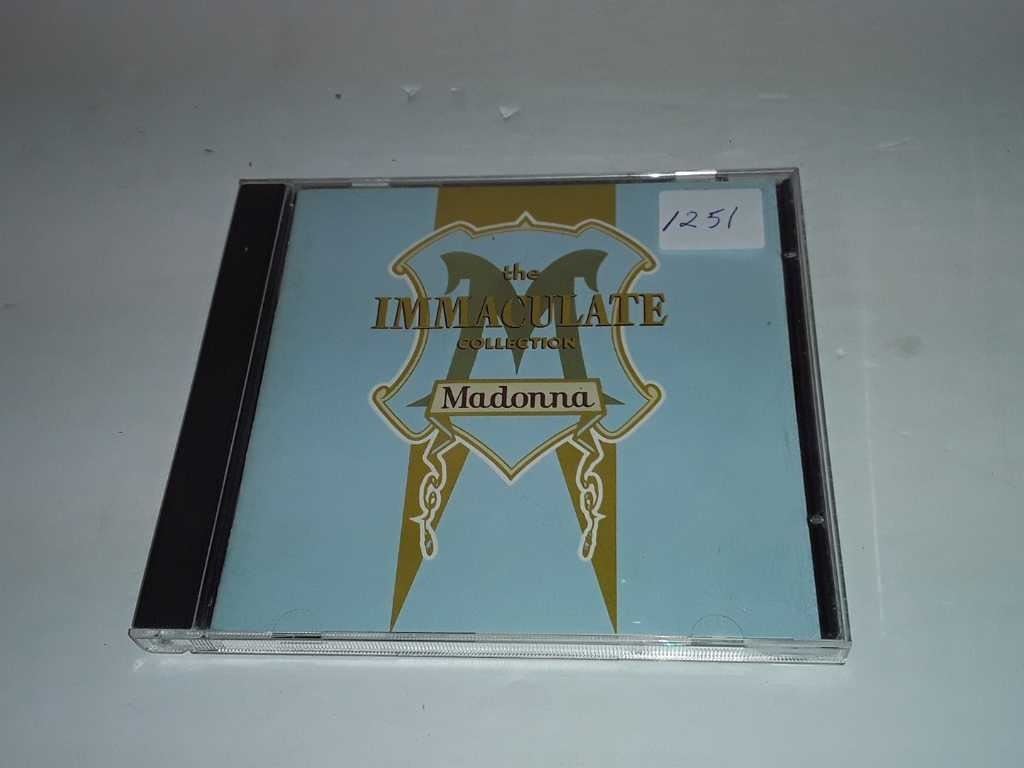 1251
the
IMMACULATE
COLLECTION
Madonna